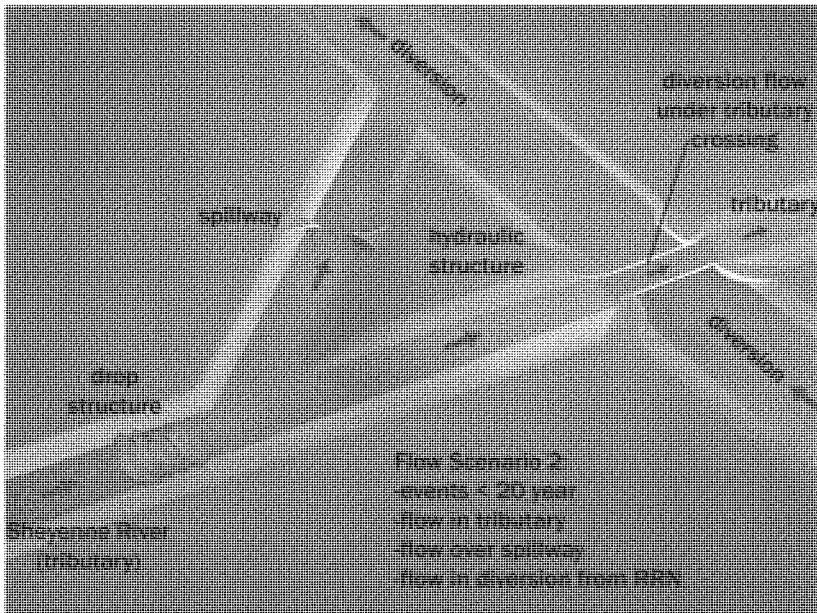 diversion
diversion flow
under tributary
crossing
tributary
spillway
hydraulic
structure
diversion
drop
structure
Flow Scenario 2
-events < 20 year
-flow in tributary
-flow over spillway
-flow in diversion from RRN
Sheyenne River
(tributary)